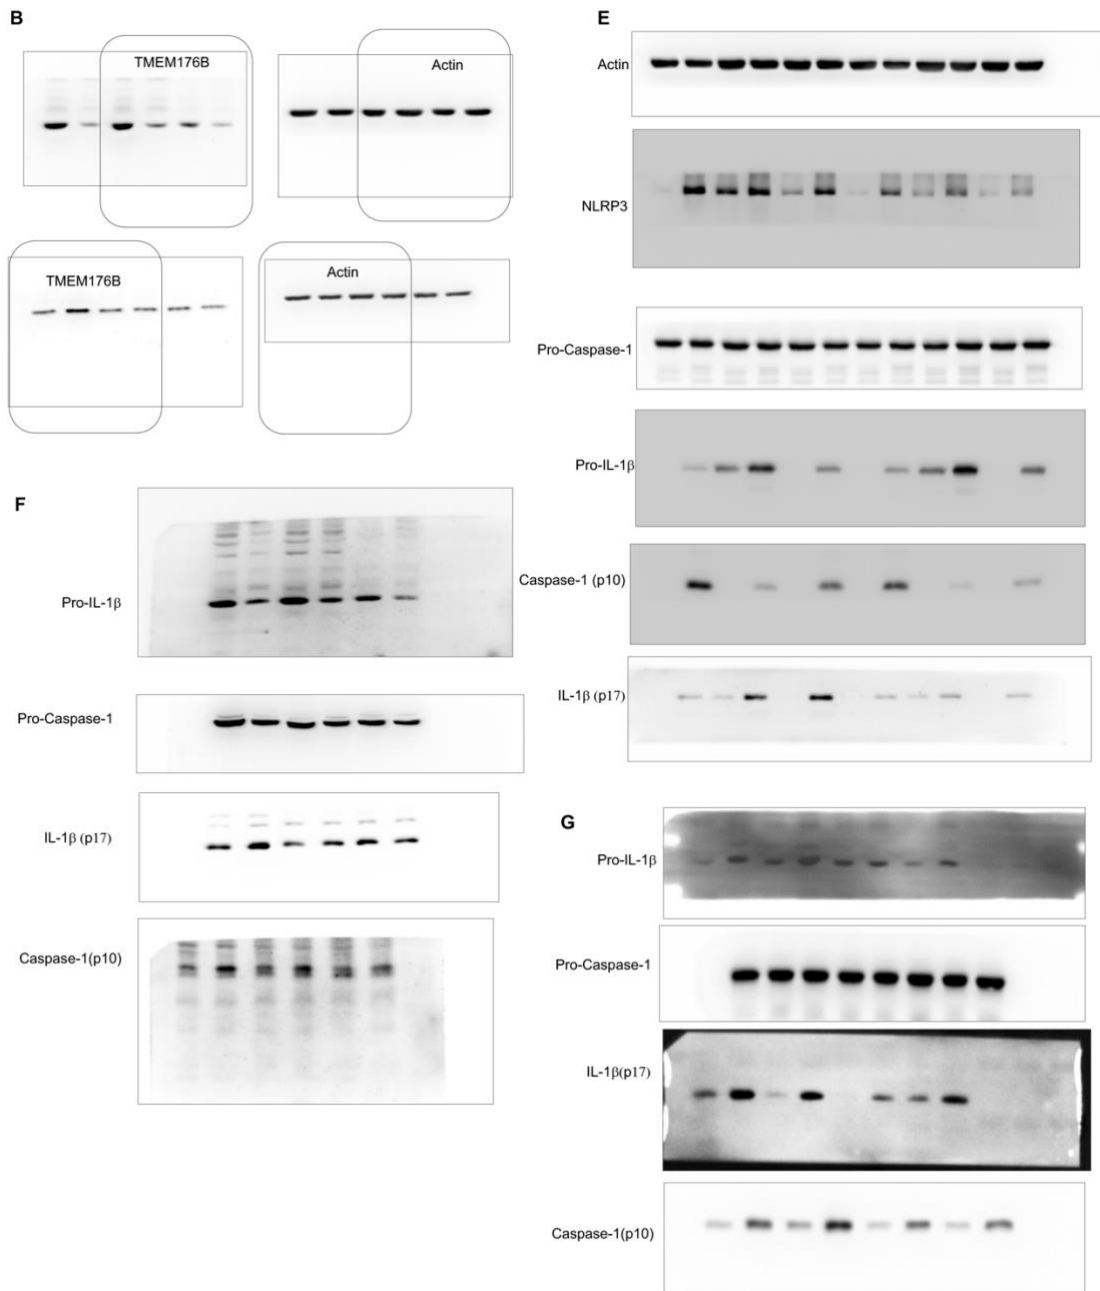 B
TMEM176B
Actin
TMEM176B
Actin
E
Actin
NLRP3
Pro-Caspase-1
Pro-IL-1β
Caspase-1 (p10)
IL-1β (p17)
F
Pro-IL-1β
Pro-Caspase-1
IL-1β (p17)
Caspase-1(p10)
G
Pro-IL-1β
Pro-Caspase-1
IL-1β(p17)
Caspase-1(p10)